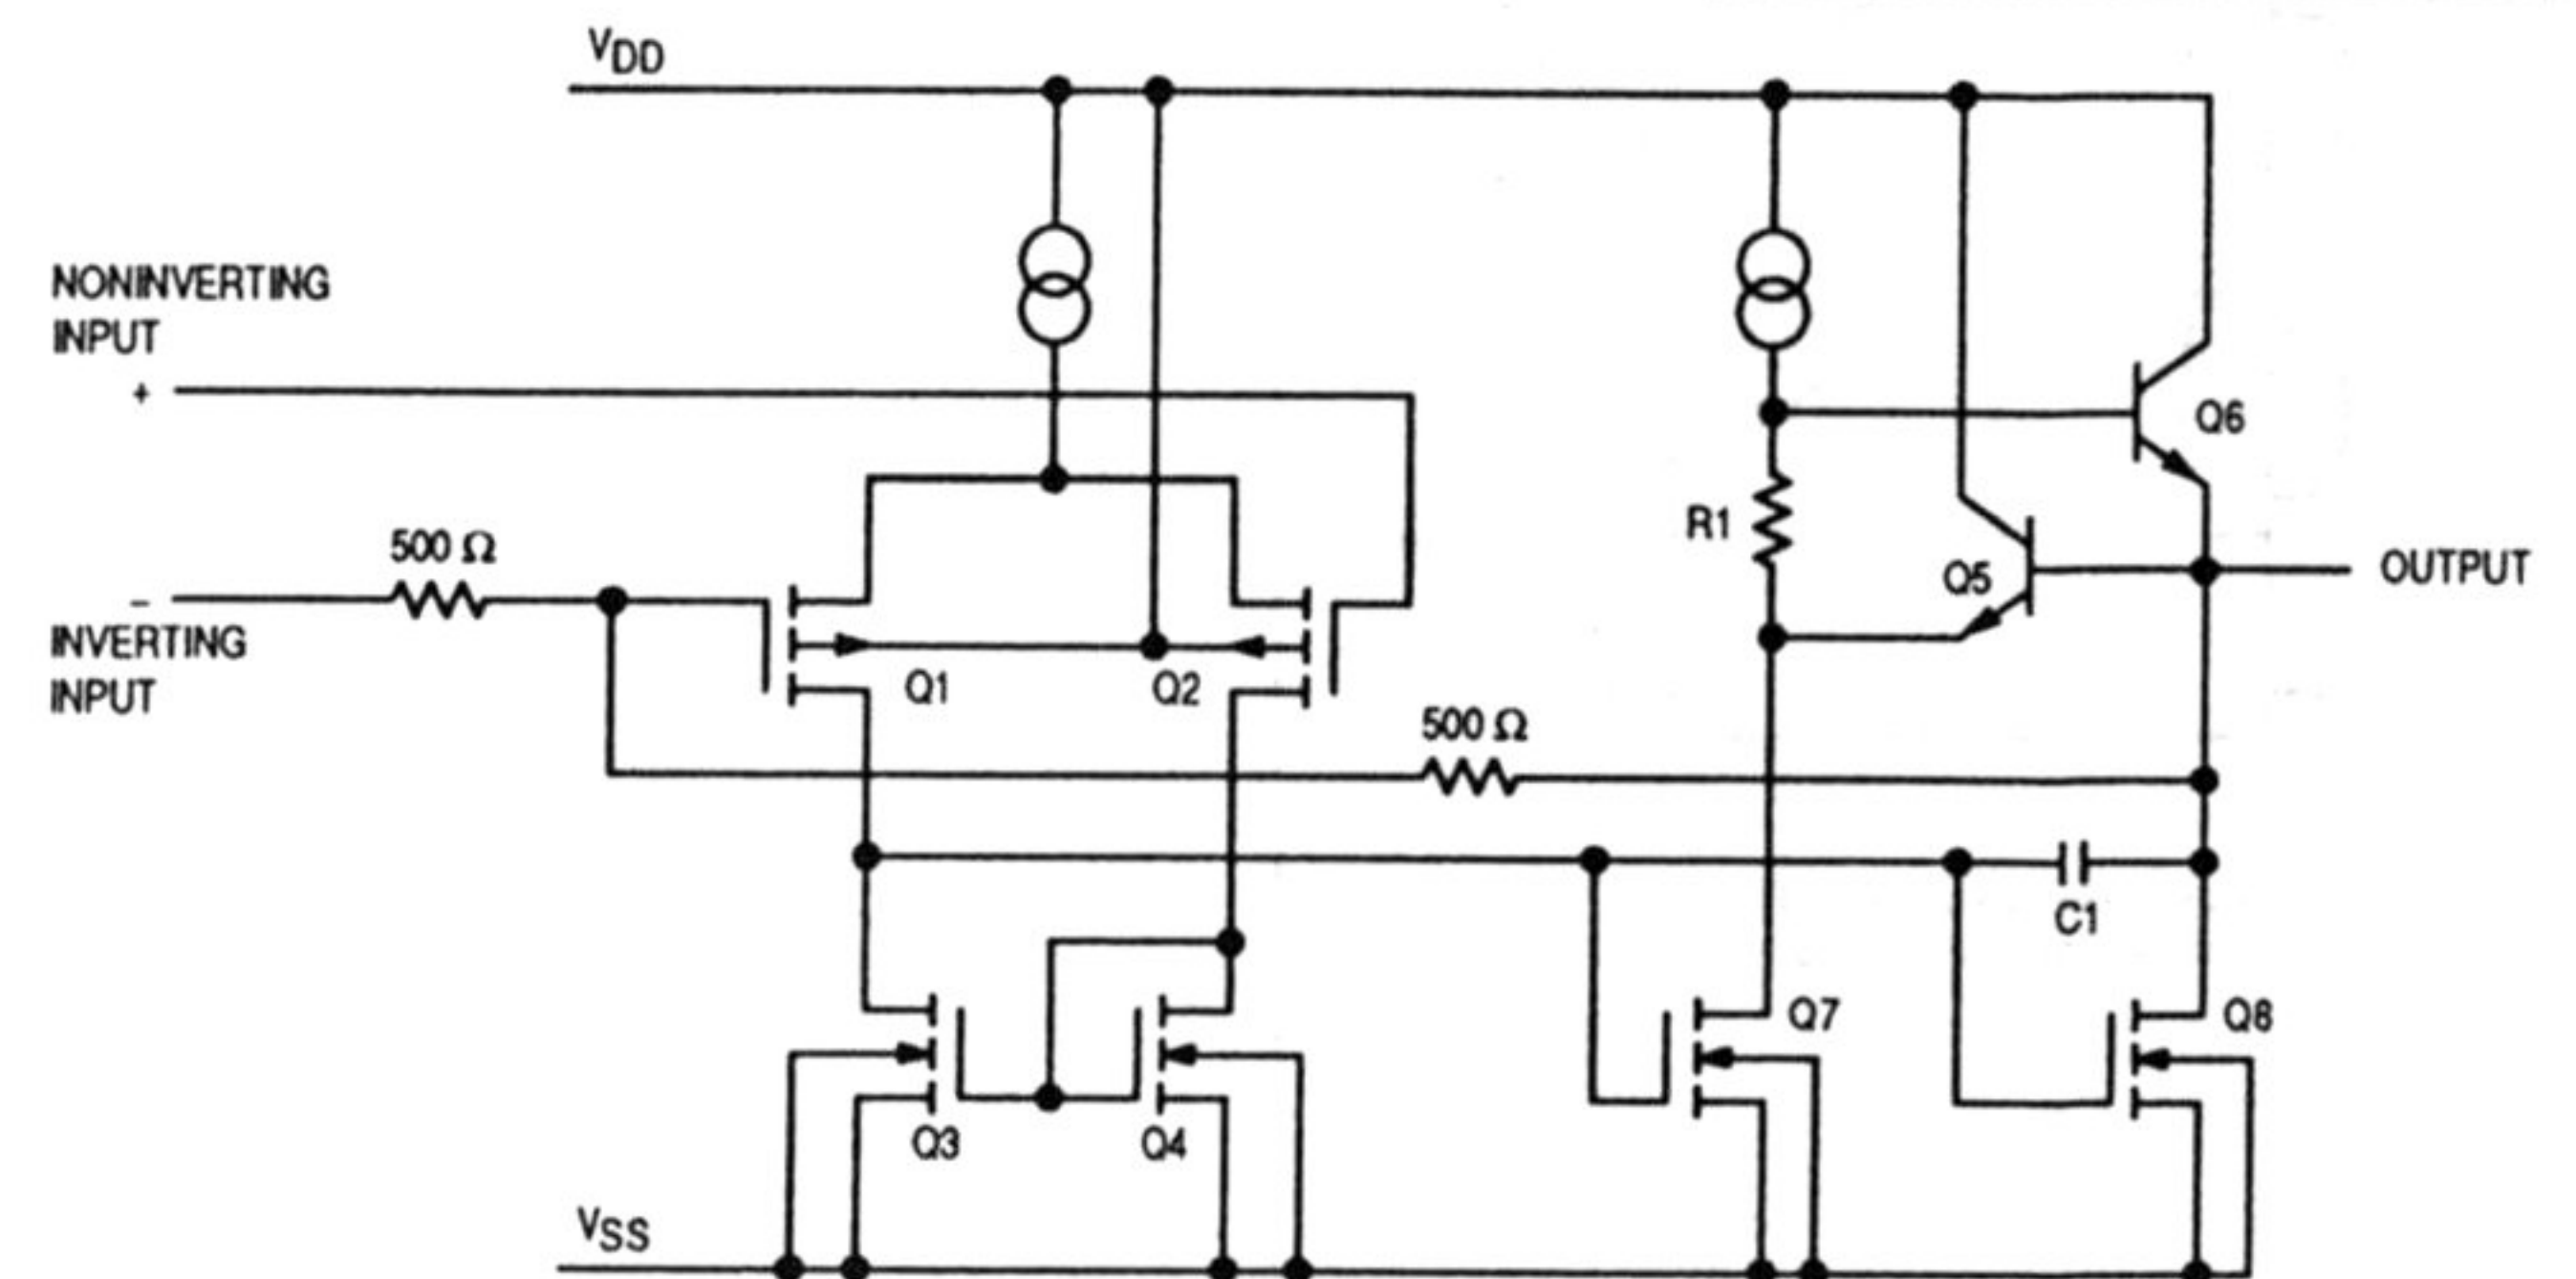 VDD
NONINVERTING
INPUT
+
500 Ω
−
INVERTING
INPUT
Q1
Q2
500 Ω
R1
Q5
Q6
OUTPUT
C1
Q3
Q4
Q7
Q8
VSS